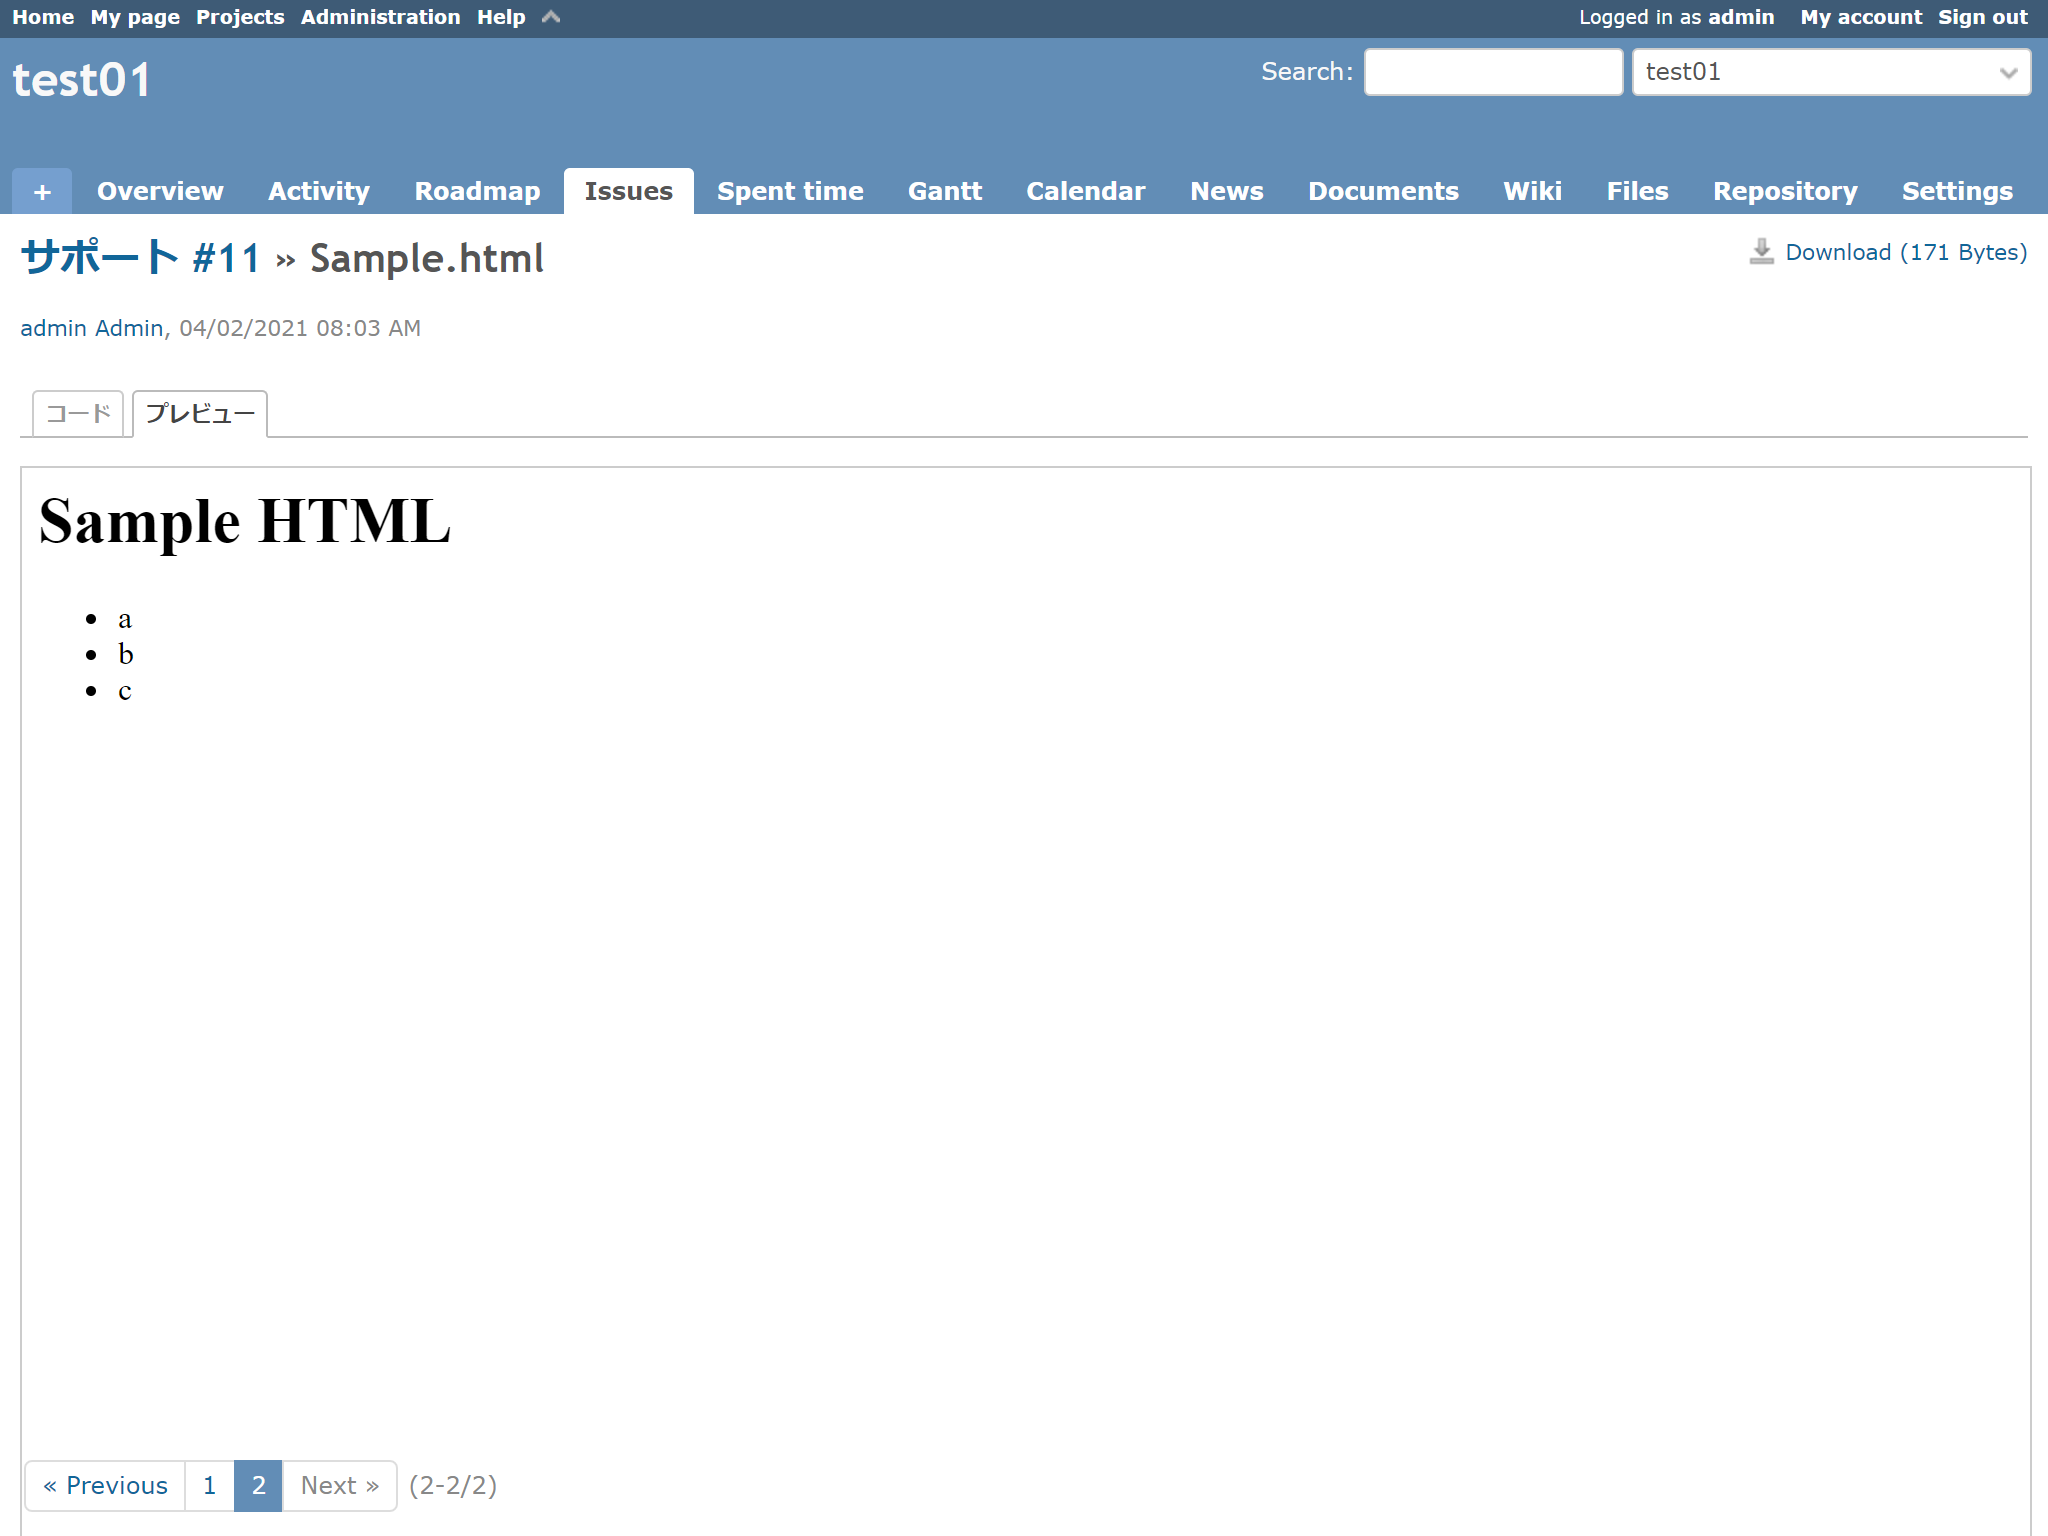 Home My page Projects Administration Help Logged in as admin My account Sign out
test01 Search: test01
+ Overview Activity Roadmap Issues Spent time Gantt Calendar News Documents Wiki Files Repository Settings
サポート #11 » Sample.html Download (171 Bytes)
admin Admin, 04/02/2021 08:03 AM
コード プレビュー
Sample HTML
a
b
c
« Previous 1 2 Next » (2-2/2)